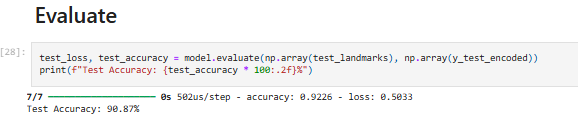 Evaluate
[28]:
test_loss, test_accuracy = model.evaluate(np.array(test_landmarks), np.array(y_test_encoded))
print(f"Test Accuracy: {test_accuracy * 100:.2f}%")
7/7 ━━━━━━━━━━━━━━━━━━━━ 0s 502us/step - accuracy: 0.9226 - loss: 0.5033
Test Accuracy: 90.87%